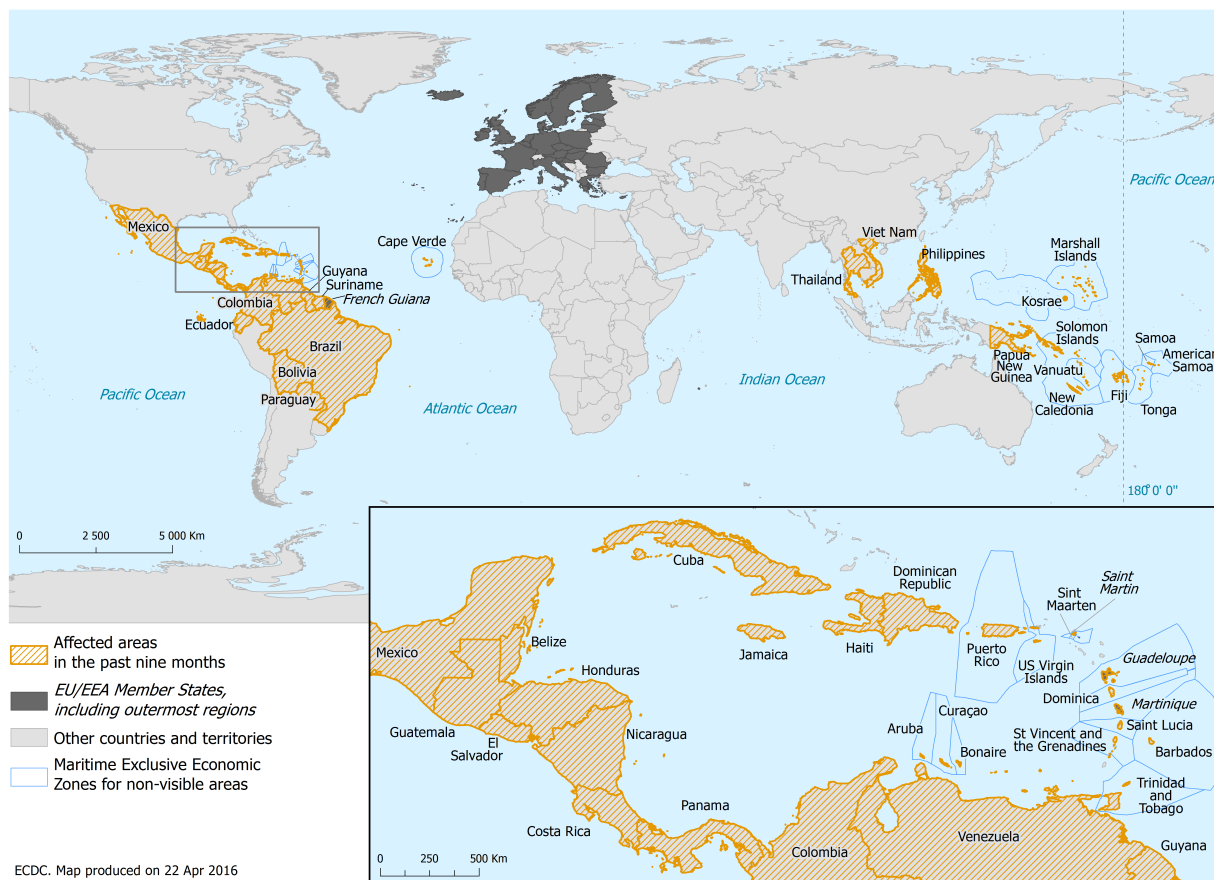 Pacific Ocean
Mexico
Cape Verde
Viet Nam
Philippines
Thailand
Marshall
Islands
Kosrae
Guyana
Suriname
French Guiana
Colombia
Ecuador
Brazil
Bolivia
Paraguay
Solomon
Islands
Samoa
American
Samoa
Papua
New
Guinea
Vanuatu
New
Caledonia
Fiji
Tonga
Pacific Ocean
Atlantic Ocean
Indian Ocean
180° 0' 0"
0 2 500 5 000 Km
Affected areas
in the past nine months
EU/EEA Member States,
including outermost regions
Other countries and territories
Maritime Exclusive Economic
Zones for non-visible areas
ECDC. Map produced on 22 Apr 2016
Cuba
Dominican
Republic
Saint
Martin
Sint
Maarten
Mexico
Belize
Jamaica
Haiti
Puerto
Rico
US Virgin
Islands
Guadeloupe
Honduras
Dominica
Martinique
Guatemala
El
Salvador
Nicaragua
Aruba
Curaçao
Bonaire
St Vincent and
the Grenadines
Saint Lucia
Barbados
Trinidad
and
Tobago
Costa Rica
Panama
Colombia
Venezuela
Guyana
0 250 500 Km